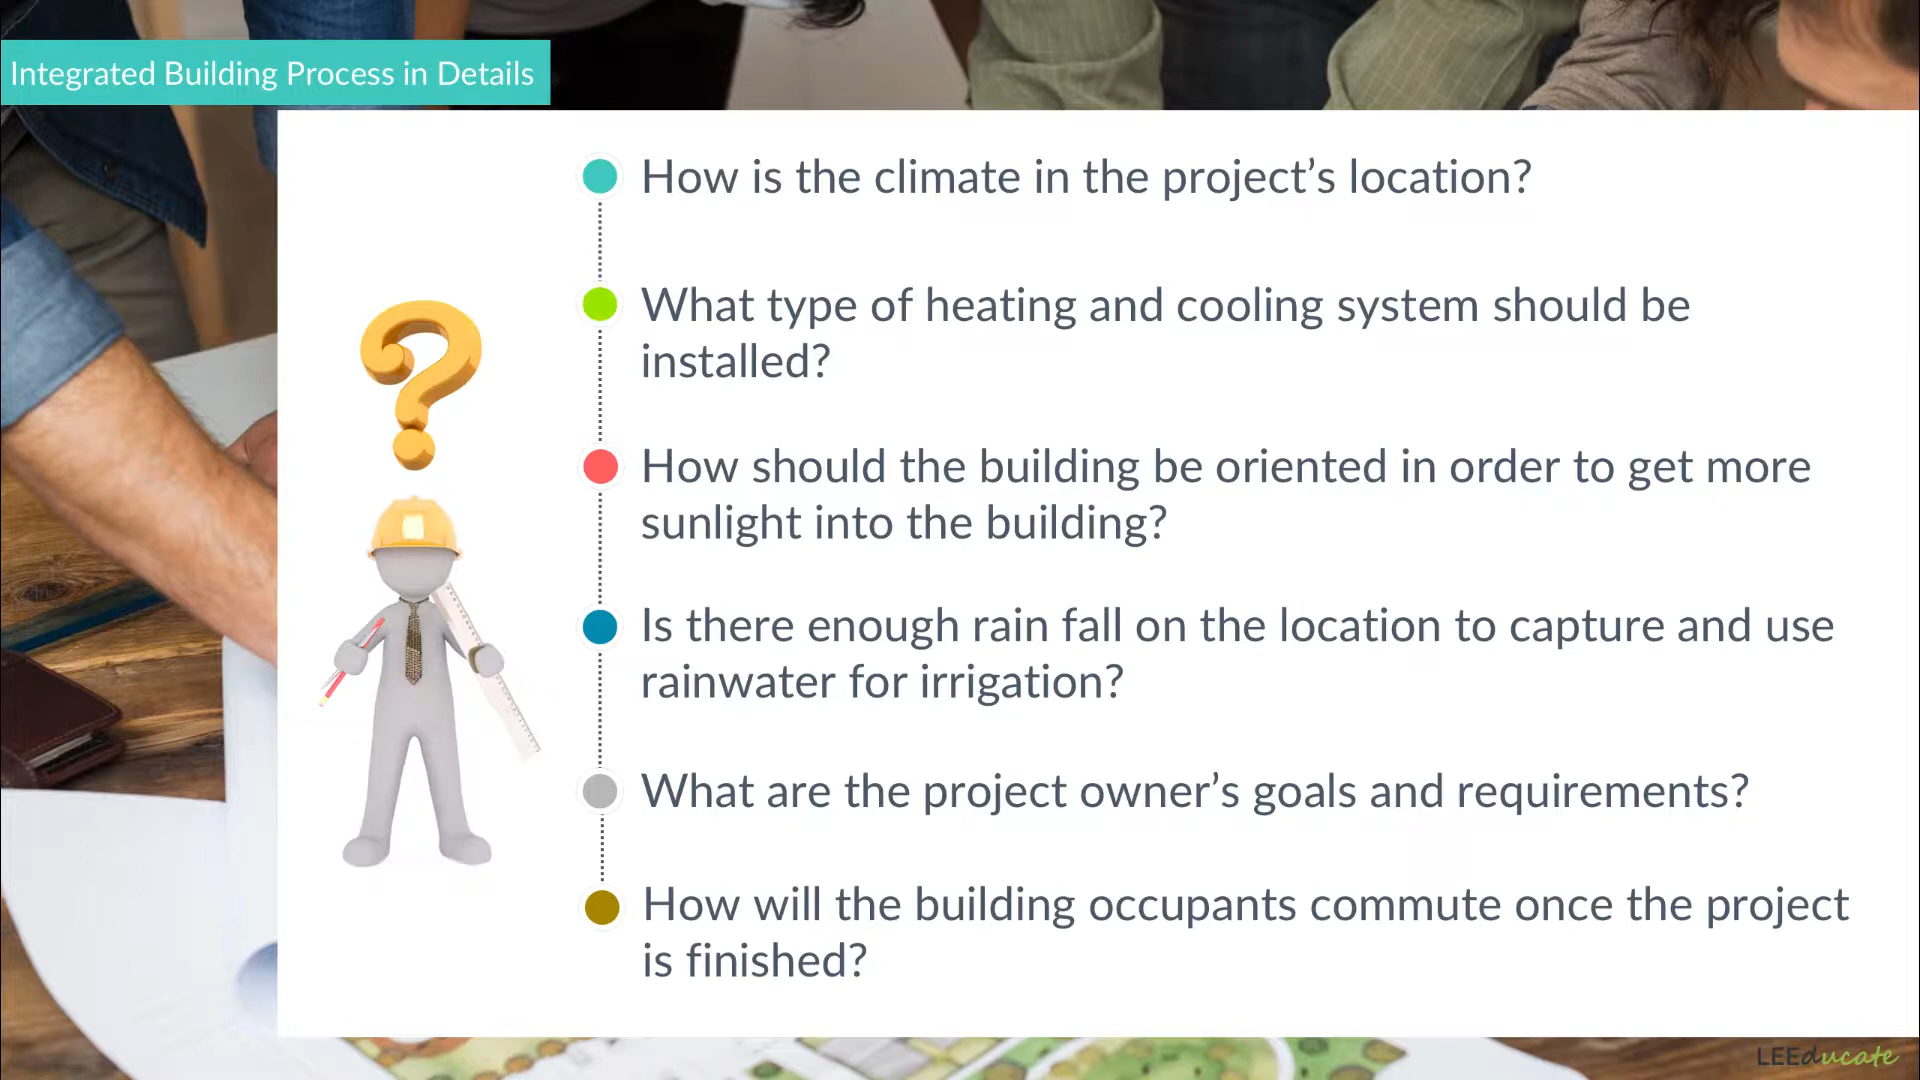 Integrated Building Process in Details
How is the climate in the project’s location?
What type of heating and cooling system should be
installed?
How should the building be oriented in order to get more
sunlight into the building?
Is there enough rain fall on the location to capture and use
rainwater for irrigation?
What are the project owner’s goals and requirements?
How will the building occupants commute once the project
is finished?
LEEducate